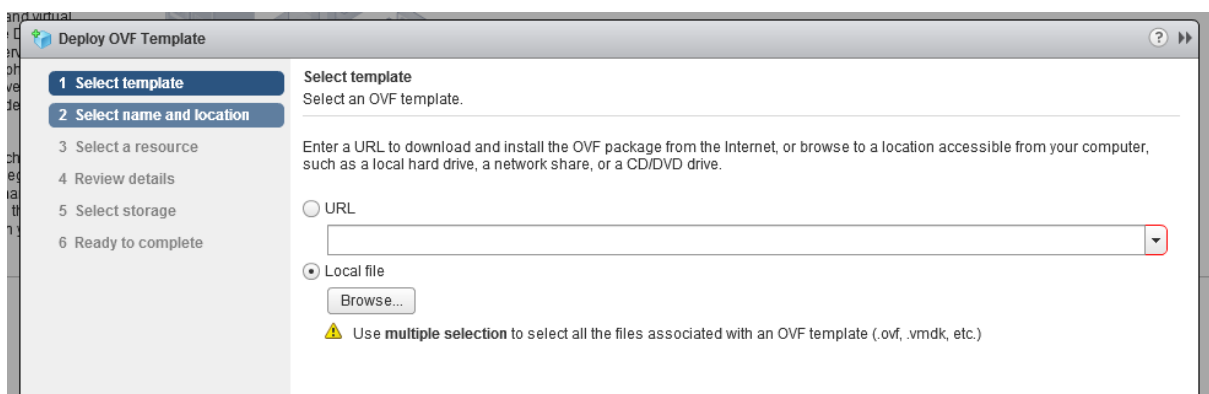 and virtual
Deploy OVF Template
?
1 Select template
2 Select name and location
3 Select a resource
4 Review details
5 Select storage
6 Ready to complete
Select template
Select an OVF template.
Enter a URL to download and install the OVF package from the Internet, or browse to a location accessible from your computer,
such as a local hard drive, a network share, or a CD/DVD drive.
URL
Local file
Browse...
Use multiple selection to select all the files associated with an OVF template (.ovf, .vmdk, etc.)